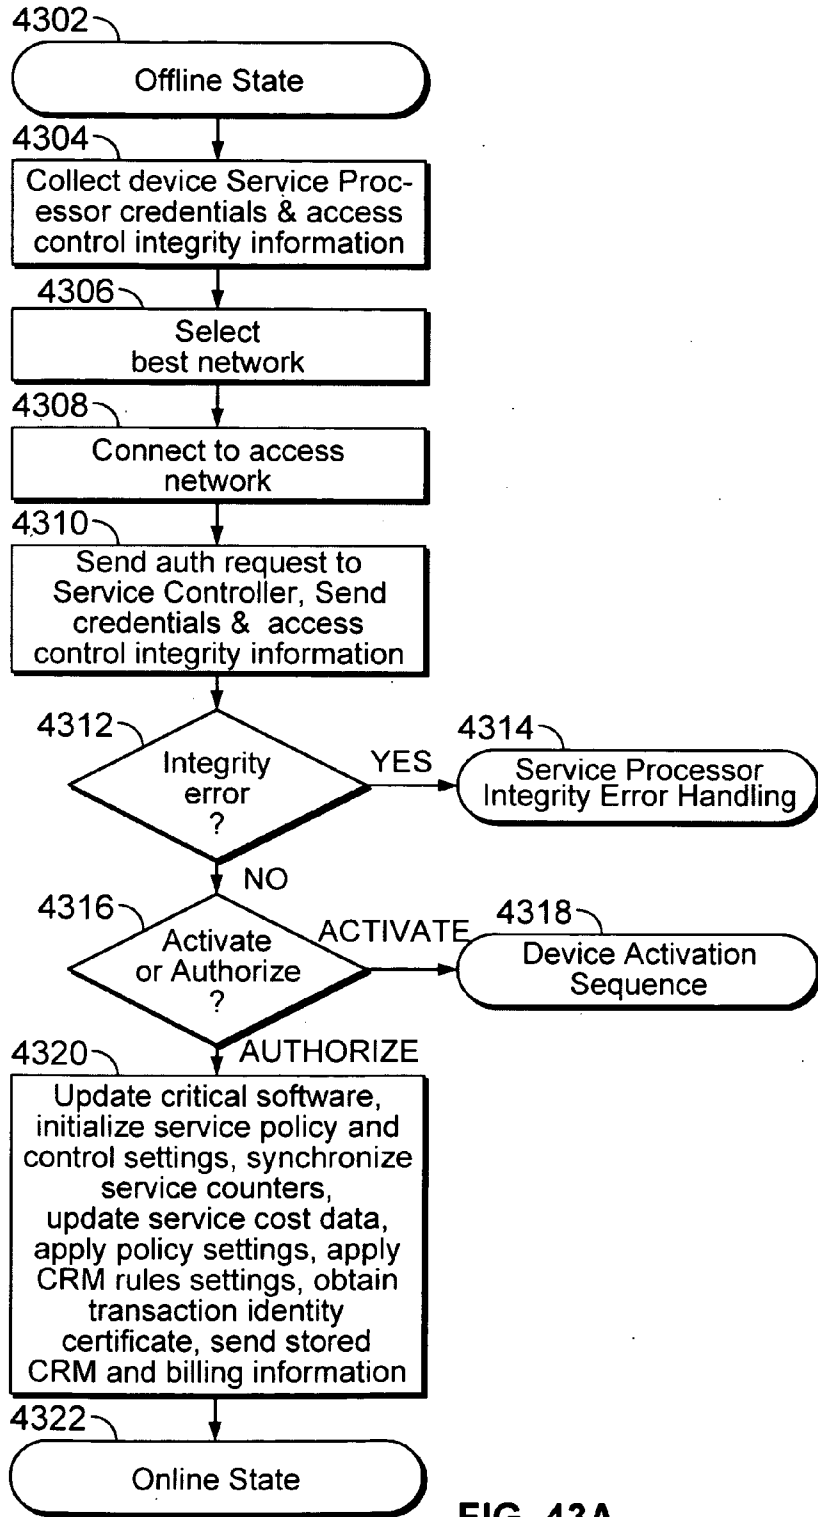 4302
Offline State
4304
Collect device Service Proc-
essor credentials & access
control integrity information
4306
Select
best network
4308
Connect to access
network
4310
Send auth request to
Service Controller, Send
credentials & access
control integrity information
4312
Integrity
error
?
YES
4314
Service Processor
Integrity Error Handling
NO
4316
Activate
or Authorize
?
ACTIVATE
4318
Device Activation
Sequence
AUTHORIZE
4320
Update critical software,
initialize service policy and
control settings, synchronize
service counters,
update service cost data,
apply policy settings, apply
CRM rules settings, obtain
transaction identity
certificate, send stored
CRM and billing information
4322
Online State
FIG. 43A